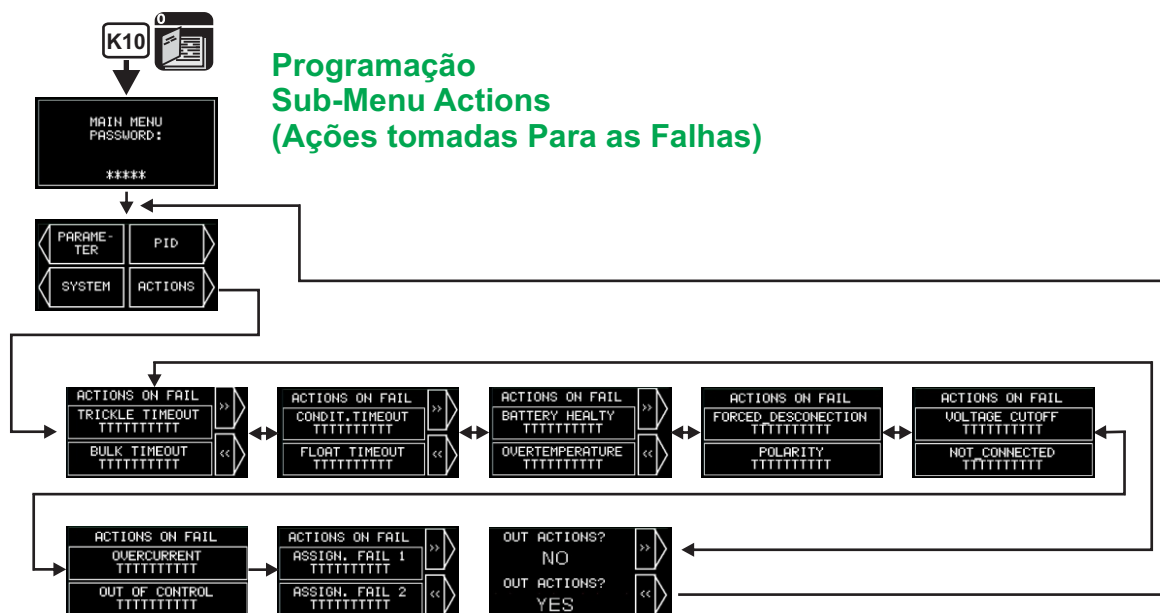 0
K10
Programação
Sub-Menu Actions
(Ações tomadas Para as Falhas)
MAIN MENU
PASSWORD:
*****
PARAME-
TER
PID
SYSTEM
ACTIONS
ACTIONS ON FAIL
TRICKLE TIMEOUT
TTTTTTTTTT
>>
BULK TIMEOUT
TTTTTTTTTT
<<
ACTIONS ON FAIL
CONDIT.TIMEOUT
TTTTTTTTTT
>>
FLOAT TIMEOUT
TTTTTTTTTT
<<
ACTIONS ON FAIL
BATTERY HEALTY
TTTTTTTTTT
>>
OVERTEMPERATURE
TTTTTTTTTT
<<
ACTIONS ON FAIL
FORCED_DESCONECTION
TTTTTTTTTT
POLARITY
TTTTTTTTTT
ACTIONS ON FAIL
VOLTAGE CUTOFF
TTTTTTTTTT
NOT_CONNECTED
TTTTTTTTTT
ACTIONS ON FAIL
OVERCURRENT
TTTTTTTTTT
OUT OF CONTROL
TTTTTTTTTT
ACTIONS ON FAIL
ASSIGN. FAIL 1
TTTTTTTTTT
>>
ASSIGN. FAIL 2
TTTTTTTTTT
<<
OUT ACTIONS?
NO
>>
OUT ACTIONS?
YES
<<